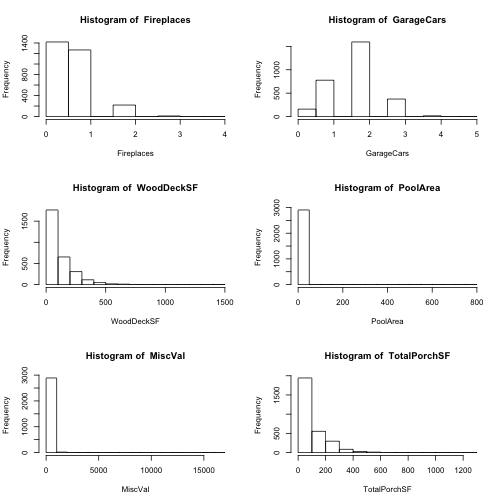 Histogram of Fireplaces
Frequency
0 400 800 1400
0 1 2 3 4
Fireplaces
Histogram of GarageCars
Frequency
0 500 1000
0 1 2 3 4 5
GarageCars
Histogram of WoodDeckSF
Frequency
0 500 1500
0 500 1000 1500
WoodDeckSF
Histogram of PoolArea
Frequency
0 1000 2000 3000
0 200 400 600 800
PoolArea
Histogram of MiscVal
Frequency
0 1000 2000 3000
0 5000 10000 15000
MiscVal
Histogram of TotalPorchSF
Frequency
0 500 1500
0 200 400 600 800 1000 1200
TotalPorchSF